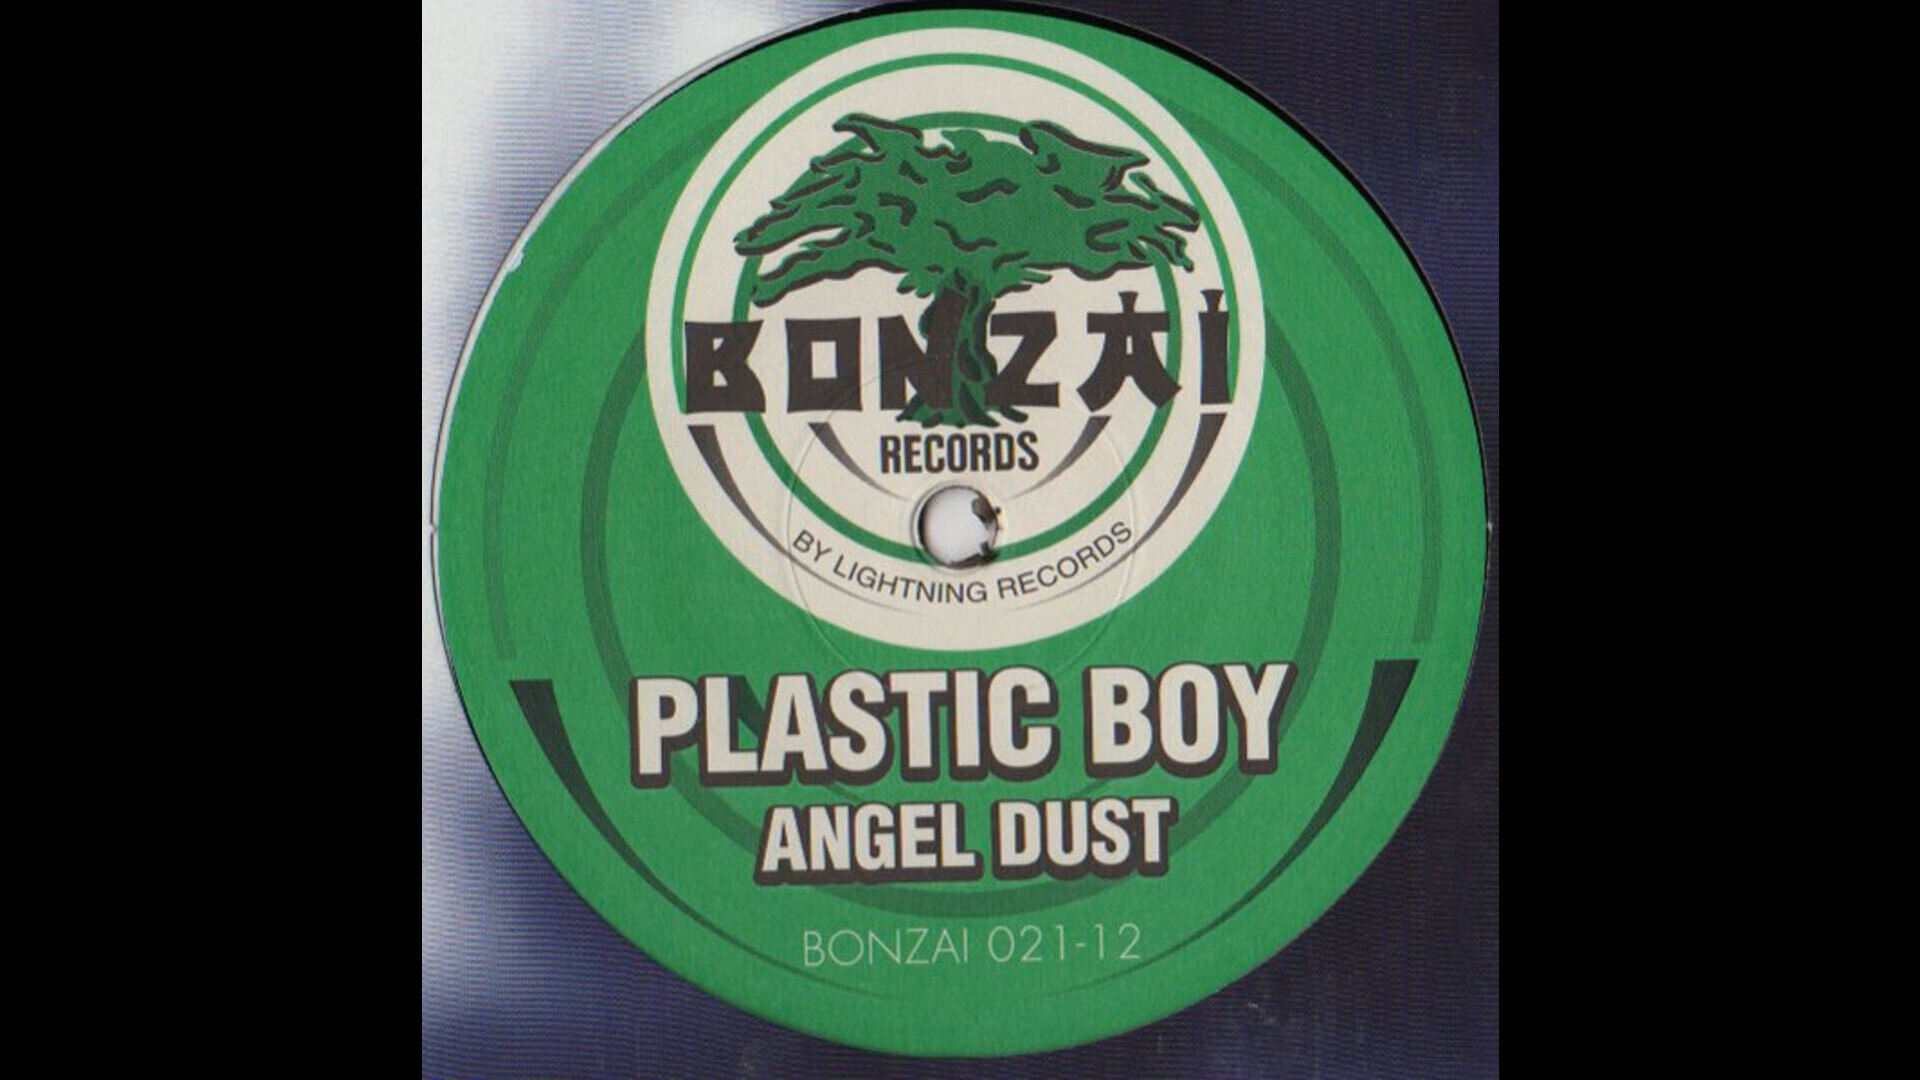 BONZAI
RECORDS
BY LIGHTNING RECORDS
PLASTIC BOY
ANGEL DUST
BONZAI 021-12